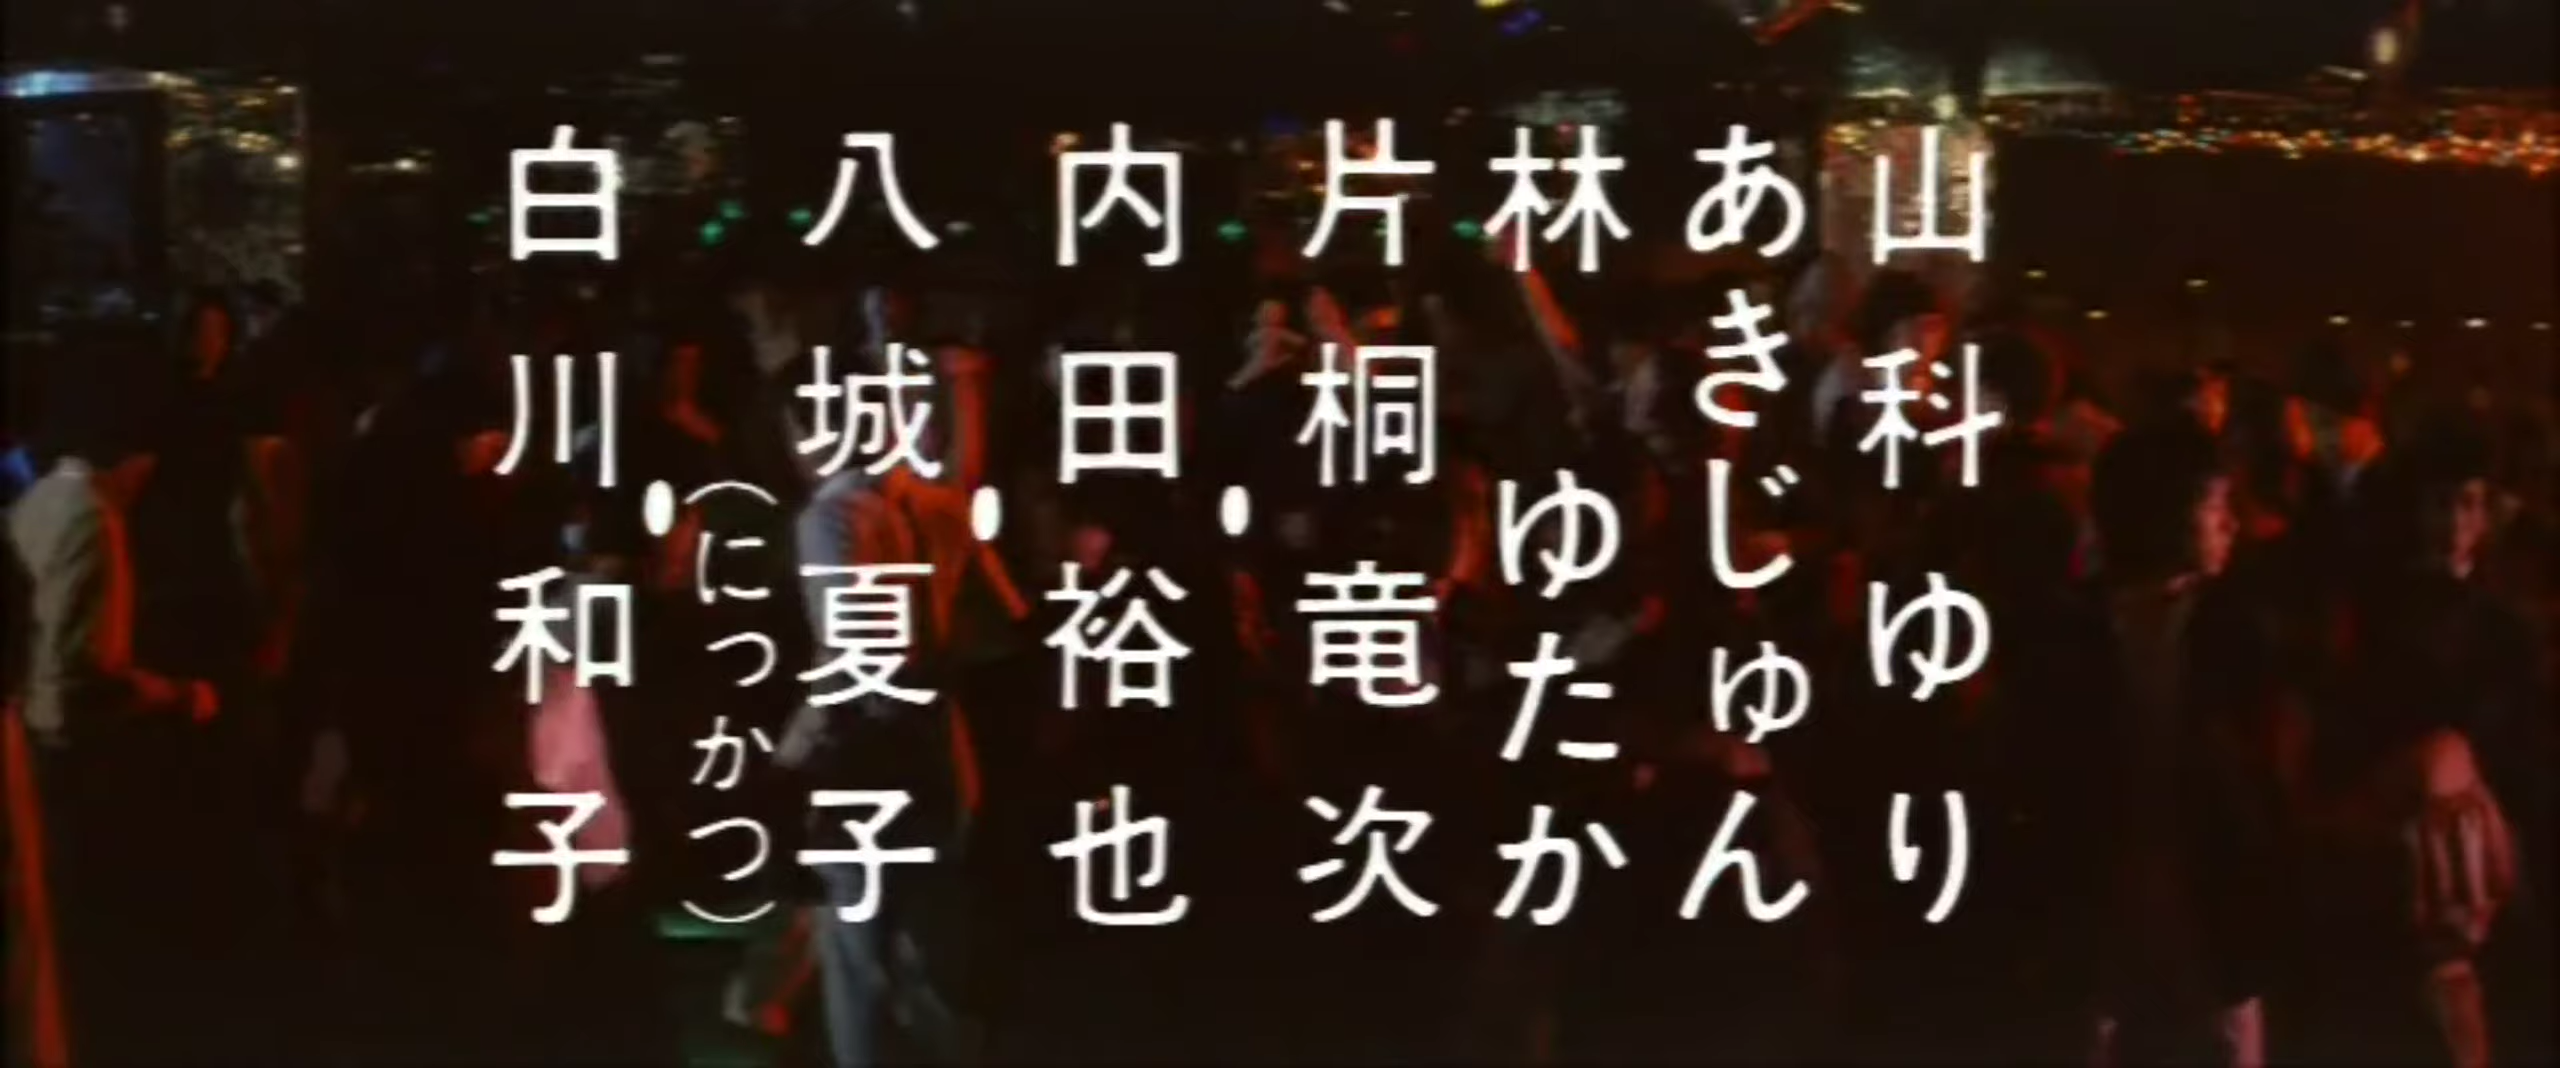 山科ゆり
あきじゅん
林ゆたか
片桐竜次・
内田裕也・
八城夏子
(にっかつ)・
白川和子